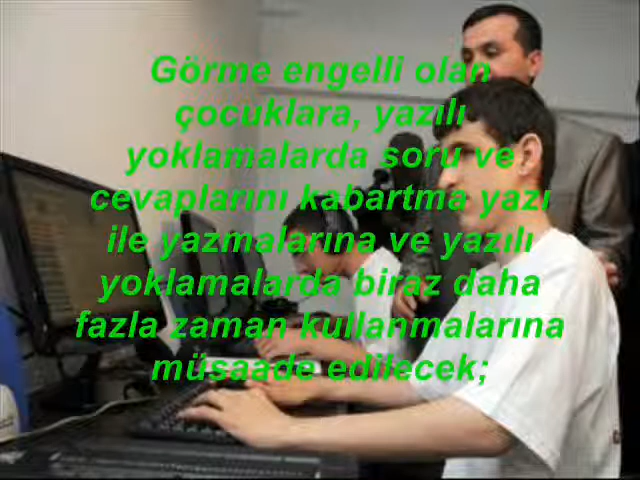 Görme engelli olan
çocuklara, yazılı
yoklamalarda soru ve
cevaplarını kabartma yazı
ile yazmalarına ve yazılı
yoklamalarda biraz daha
fazla zaman kullanmalarına
müsaade edilecek;